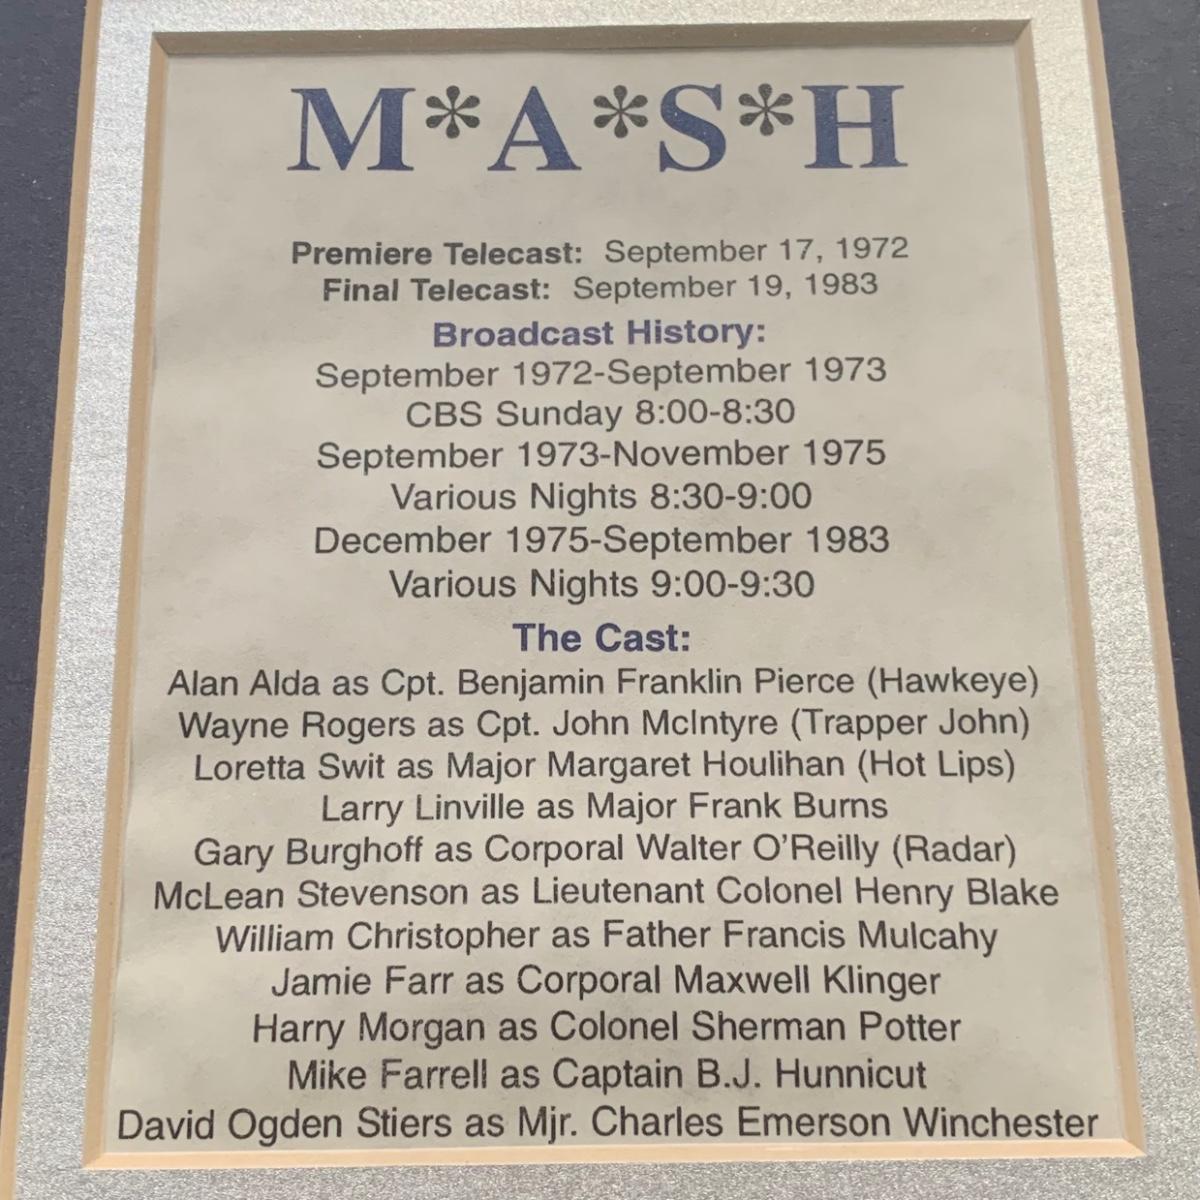 M*A*S*H
Premiere Telecast: September 17, 1972
Final Telecast: September 19, 1983
Broadcast History:
September 1972-September 1973
CBS Sunday 8:00-8:30
September 1973-November 1975
Various Nights 8:30-9:00
December 1975-September 1983
Various Nights 9:00-9:30
The Cast:
Alan Alda as Cpt. Benjamin Franklin Pierce (Hawkeye)
Wayne Rogers as Cpt. John McIntyre (Trapper John)
Loretta Swit as Major Margaret Houlihan (Hot Lips)
Larry Linville as Major Frank Burns
Gary Burghoff as Corporal Walter O'Reilly (Radar)
McLean Stevenson as Lieutenant Colonel Henry Blake
William Christopher as Father Francis Mulcahy
Jamie Farr as Corporal Maxwell Klinger
Harry Morgan as Colonel Sherman Potter
Mike Farrell as Captain B.J. Hunnicut
David Ogden Stiers as Mjr. Charles Emerson Winchester